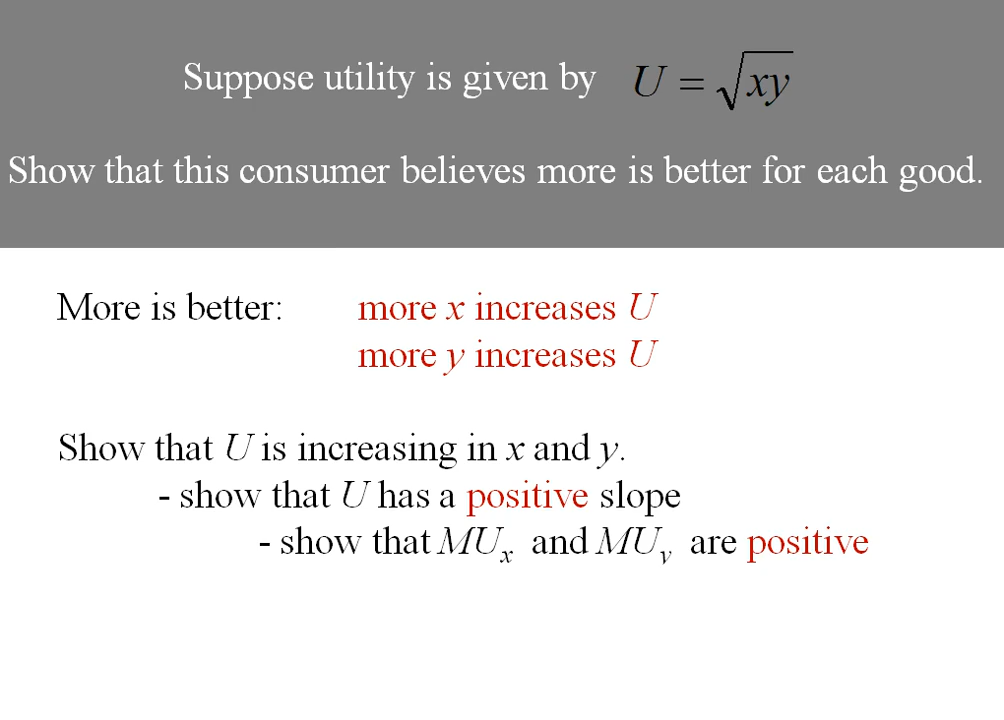 Suppose utility is given by U = √xy
Show that this consumer believes more is better for each good.
More is better: more x increases U
more y increases U
Show that U is increasing in x and y.
- show that U has a positive slope
- show that MUₓ and MU_y are positive